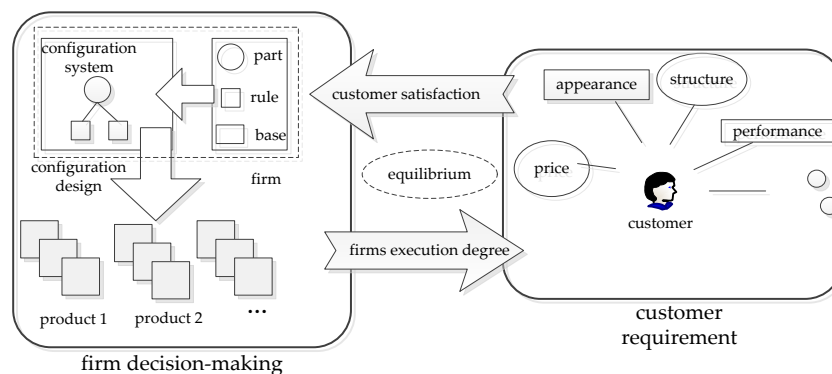 configuration
system
part
rule
base
configuration
design
firm
product 1
product 2
...
firm decision-making
customer satisfaction
equilibrium
firms execution degree
appearance
structure
performance
price
customer
customer
requirement